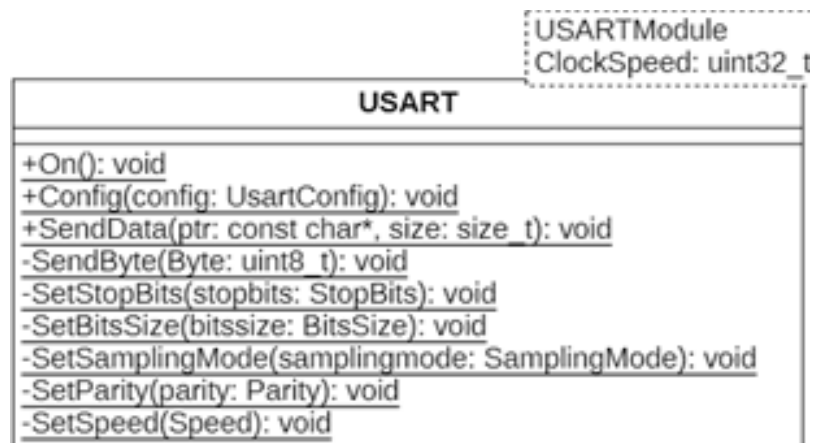 USARTModule
ClockSpeed: uint32_t
USART
+On(): void
+Config(config: UsartConfig): void
+SendData(ptr: const char*, size: size_t): void
-SendByte(Byte: uint8_t): void
-SetStopBits(stopbits: StopBits): void
-SetBitsSize(bitssize: BitsSize): void
-SetSamplingMode(samplingmode: SamplingMode): void
-SetParity(parity: Parity): void
-SetSpeed(Speed): void